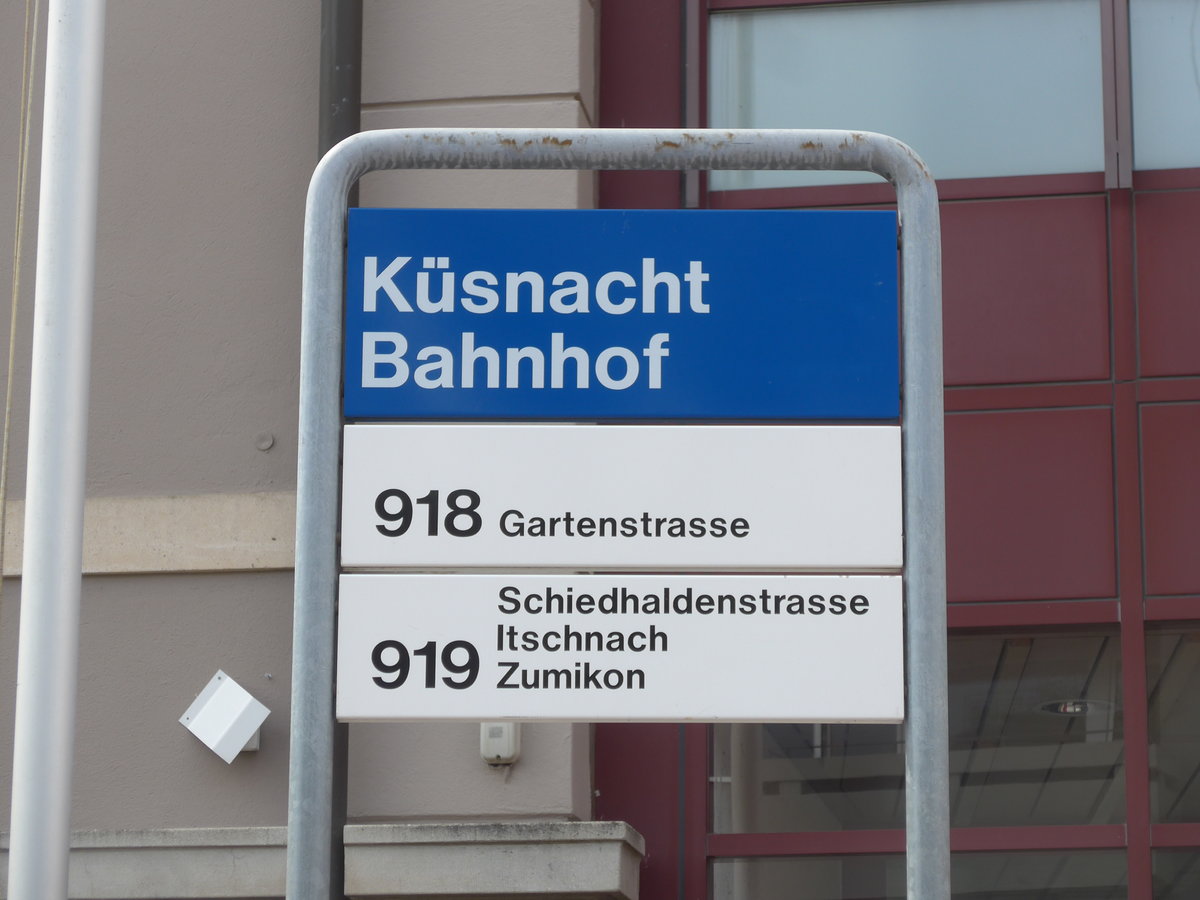 Küsnacht
Bahnhof
918 Gartenstrasse
919 Schiedhaldenstrasse
Itschnach
Zumikon